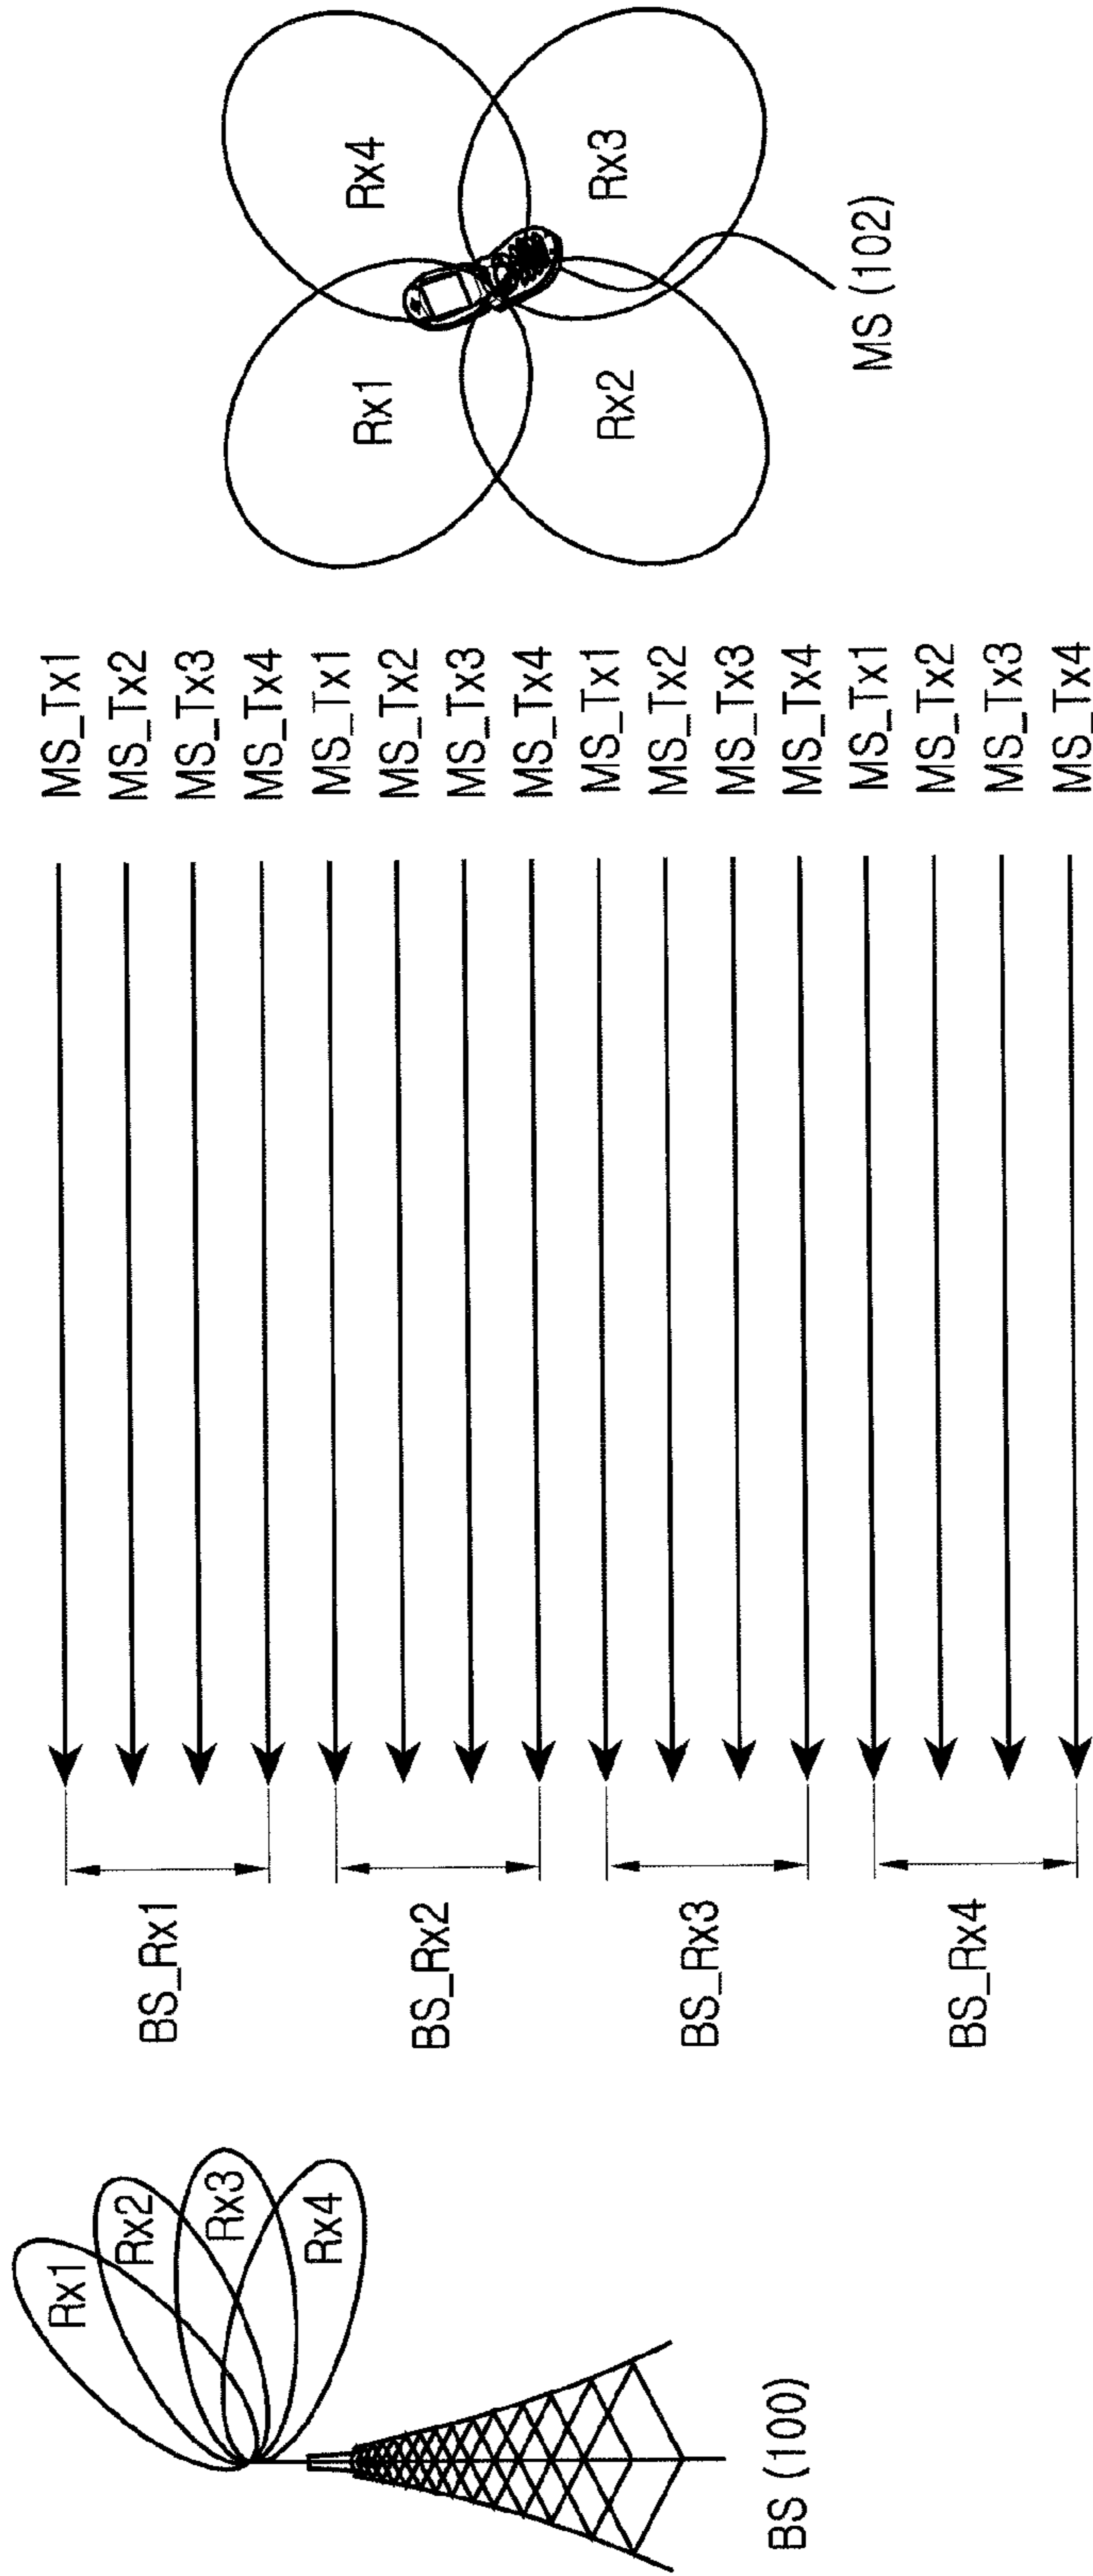 Rx1
Rx2
Rx3
Rx4
BS (100)
BS_Rx1
BS_Rx2
BS_Rx3
BS_Rx4
MS_Tx1
MS_Tx2
MS_Tx3
MS_Tx4
MS_Tx1
MS_Tx2
MS_Tx3
MS_Tx4
MS_Tx1
MS_Tx2
MS_Tx3
MS_Tx4
MS_Tx1
MS_Tx2
MS_Tx3
MS_Tx4
Rx1
Rx4
Rx2
Rx3
MS (102)